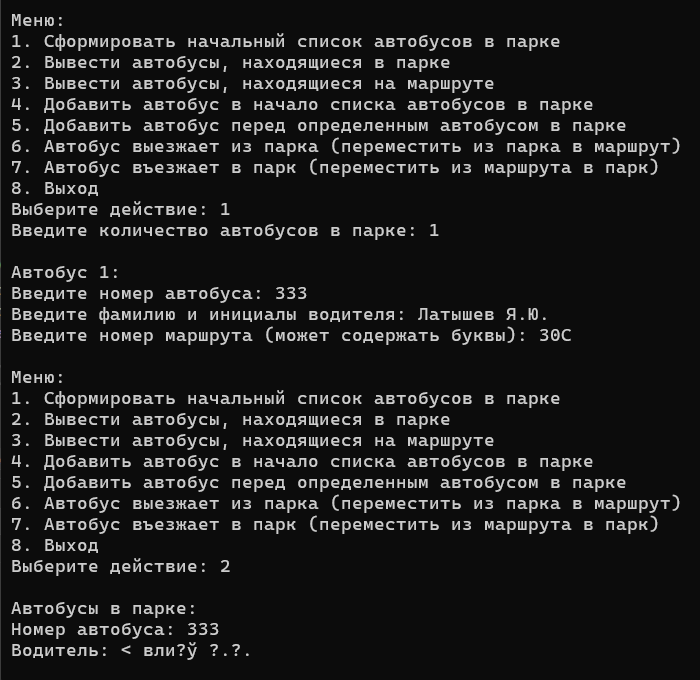 Меню:
1. Сформировать начальный список автобусов в парке
2. Вывести автобусы, находящиеся в парке
3. Вывести автобусы, находящиеся на маршруте
4. Добавить автобус в начало списка автобусов в парке
5. Добавить автобус перед определенным автобусом в парке
6. Автобус выезжает из парка (переместить из парка в маршрут)
7. Автобус въезжает в парк (переместить из маршрута в парк)
8. Выход
Выберите действие: 1
Введите количество автобусов в парке: 1
Автобус 1:
Введите номер автобуса: 333
Введите фамилию и инициалы водителя: Латышев Я.Ю.
Введите номер маршрута (может содержать буквы): 30С
Меню:
1. Сформировать начальный список автобусов в парке
2. Вывести автобусы, находящиеся в парке
3. Вывести автобусы, находящиеся на маршруте
4. Добавить автобус в начало списка автобусов в парке
5. Добавить автобус перед определенным автобусом в парке
6. Автобус выезжает из парка (переместить из парка в маршрут)
7. Автобус въезжает в парк (переместить из маршрута в парк)
8. Выход
Выберите действие: 2
Автобусы в парке:
Номер автобуса: 333
Водитель: < вли?ў ?.?.